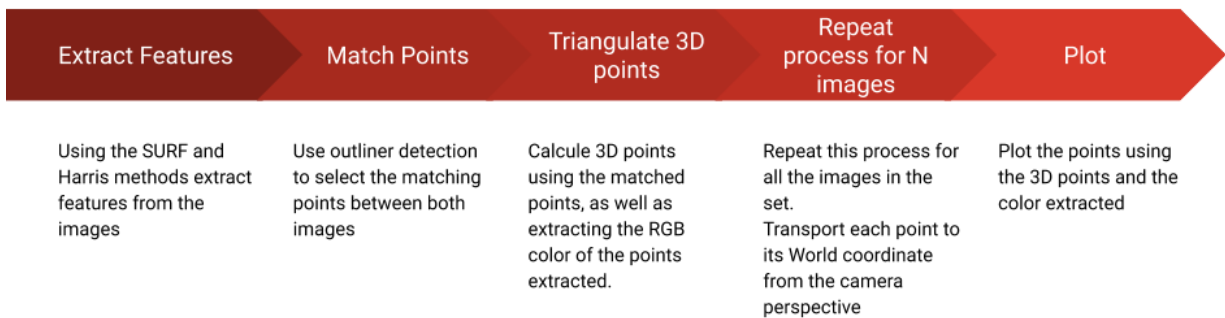 Extract Features
Match Points
Triangulate 3D
points
Repeat
process for N
images
Plot
Using the SURF and
Harris methods extract
features from the
images
Use outliner detection
to select the matching
points between both
images
Calcule 3D points
using the matched
points, as well as
extracting the RGB
color of the points
extracted.
Repeat this process for
all the images in the
set.
Transport each point to
its World coordinate
from the camera
perspective
Plot the points using
the 3D points and the
color extracted